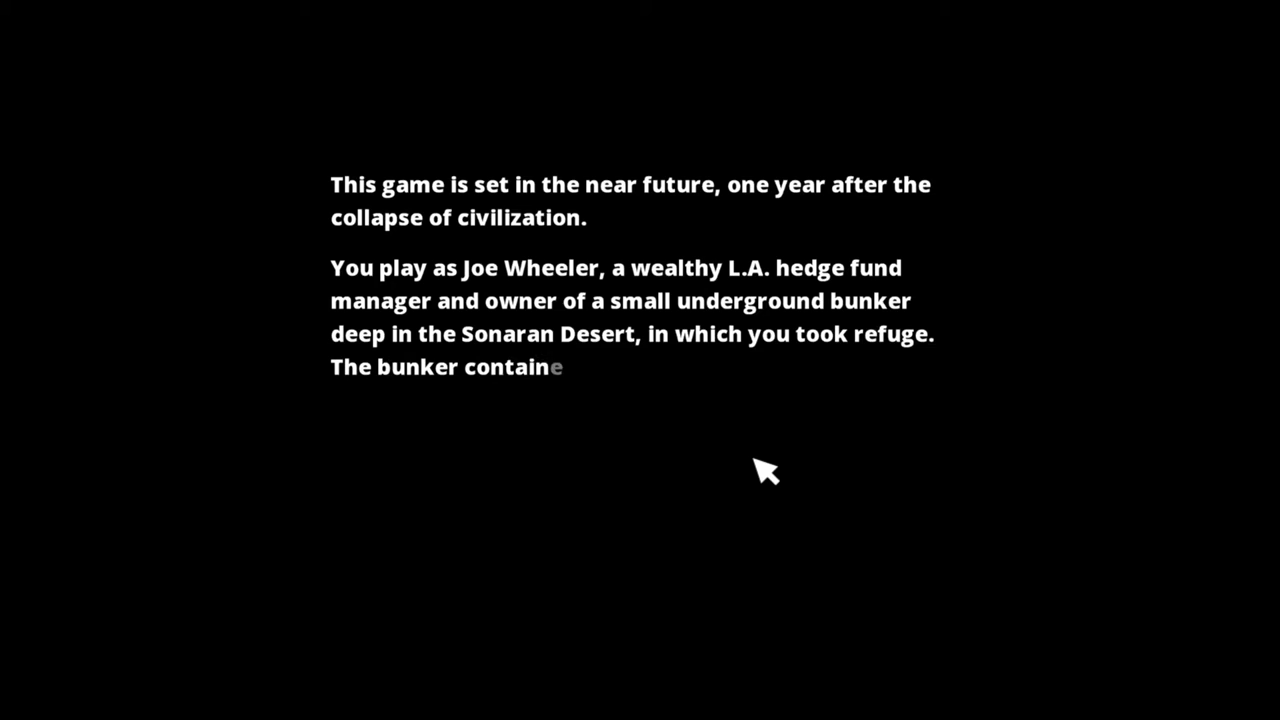 This game is set in the near future, one year after the
collapse of civilization.
You play as Joe Wheeler, a wealthy L.A. hedge fund
manager and owner of a small underground bunker
deep in the Sonaran Desert, in which you took refuge.
The bunker containe